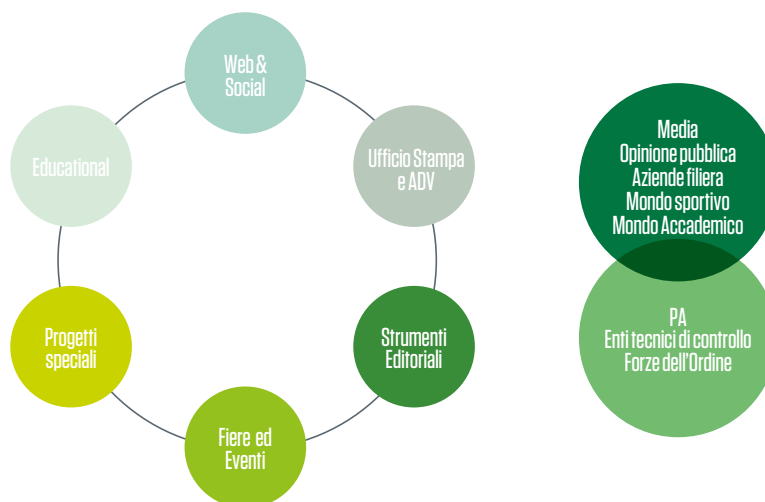 Web &
Social
Educational
Ufficio Stampa
e ADV
Progetti
speciali
Strumenti
Editoriali
Fiere ed
Eventi
Media
Opinione pubblica
Aziende filiera
Mondo sportivo
Mondo Accademico
PA
Enti tecnici di controllo
Forze dell'Ordine